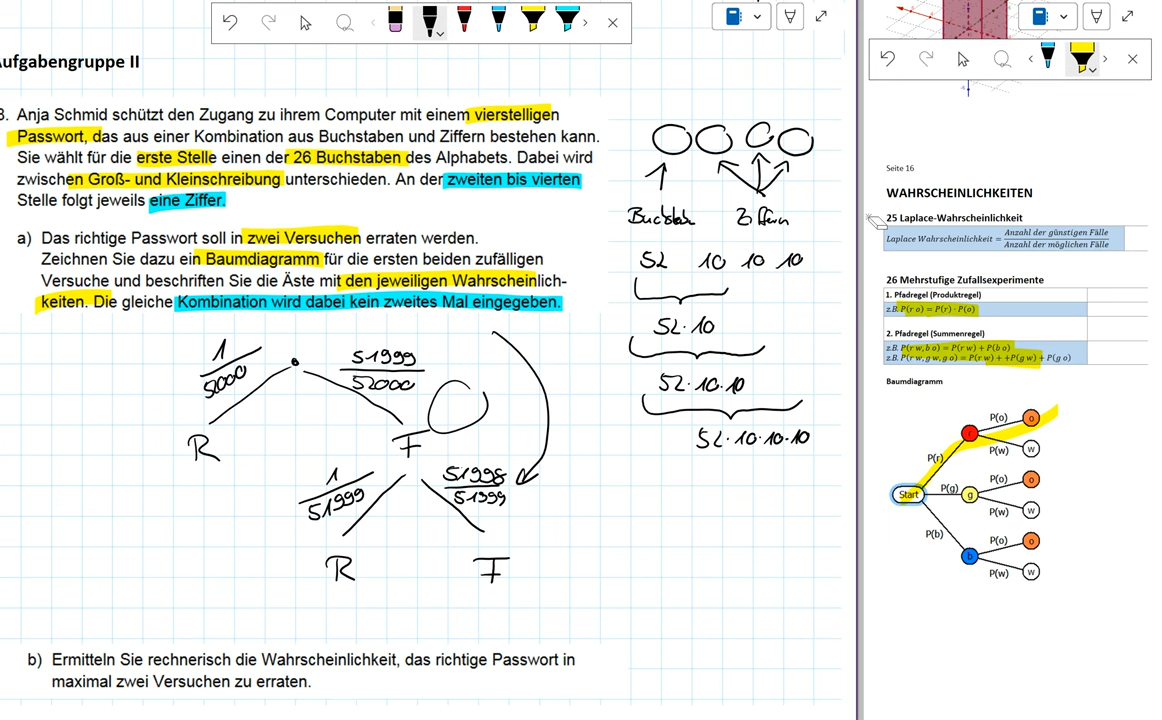 Aufgabengruppe II
3. Anja Schmid schützt den Zugang zu ihrem Computer mit einem vierstelligen
Passwort, das aus einer Kombination aus Buchstaben und Ziffern bestehen kann.
Sie wählt für die erste Stelle einen der 26 Buchstaben des Alphabets. Dabei wird
zwischen Groß- und Kleinschreibung unterschieden. An der zweiten bis vierten
Stelle folgt jeweils eine Ziffer.
a) Das richtige Passwort soll in zwei Versuchen erraten werden.
Zeichnen Sie dazu ein Baumdiagramm für die ersten beiden zufälligen
Versuche und beschriften Sie die Äste mit den jeweiligen Wahrscheinlich-
keiten. Die gleiche Kombination wird dabei kein zweites Mal eingegeben.
1/52000
51999/52000
R
F
1/51999
51998/51999
R
F
b) Ermitteln Sie rechnerisch die Wahrscheinlichkeit, das richtige Passwort in
maximal zwei Versuchen zu erraten.
Buchstabe Ziffern
52 10 10 10
52·10
52·10·10
52·10·10·10
Seite 16
WAHRSCHEINLICHKEITEN
25 Laplace-Wahrscheinlichkeit
Laplace Wahrscheinlichkeit = Anzahl der günstigen Fälle / Anzahl der möglichen Fälle
26 Mehrstufige Zufallsexperimente
1. Pfadregel (Produktregel)
z.B. P(r o) = P(r) · P(o)
2. Pfadregel (Summenregel)
z.B. P(r w, b o) = P(r w) + P(b o)
z.B. P(r w, g w, g o) = P(r w) + +P(g w) + P(g o)
Baumdiagramm
P(o) o
r
P(r) P(w) w
P(o) o
Start P(g) g
P(w) w
P(b) P(o) o
b
P(w) w